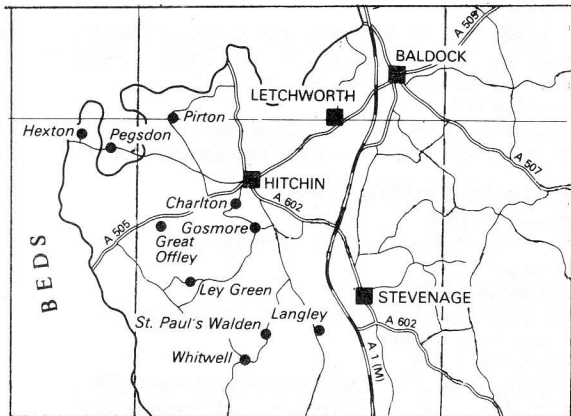 A 505
BALDOCK
LETCHWORTH
Hexton
Pegsdon
Pirton
A 507
HITCHIN
Charlton
A 602
A 505
Gosmore
Great
Offley
BEDS
Ley Green
STEVENAGE
St. Paul's Walden
Langley
A 602
Whitwell
A 1 (M)